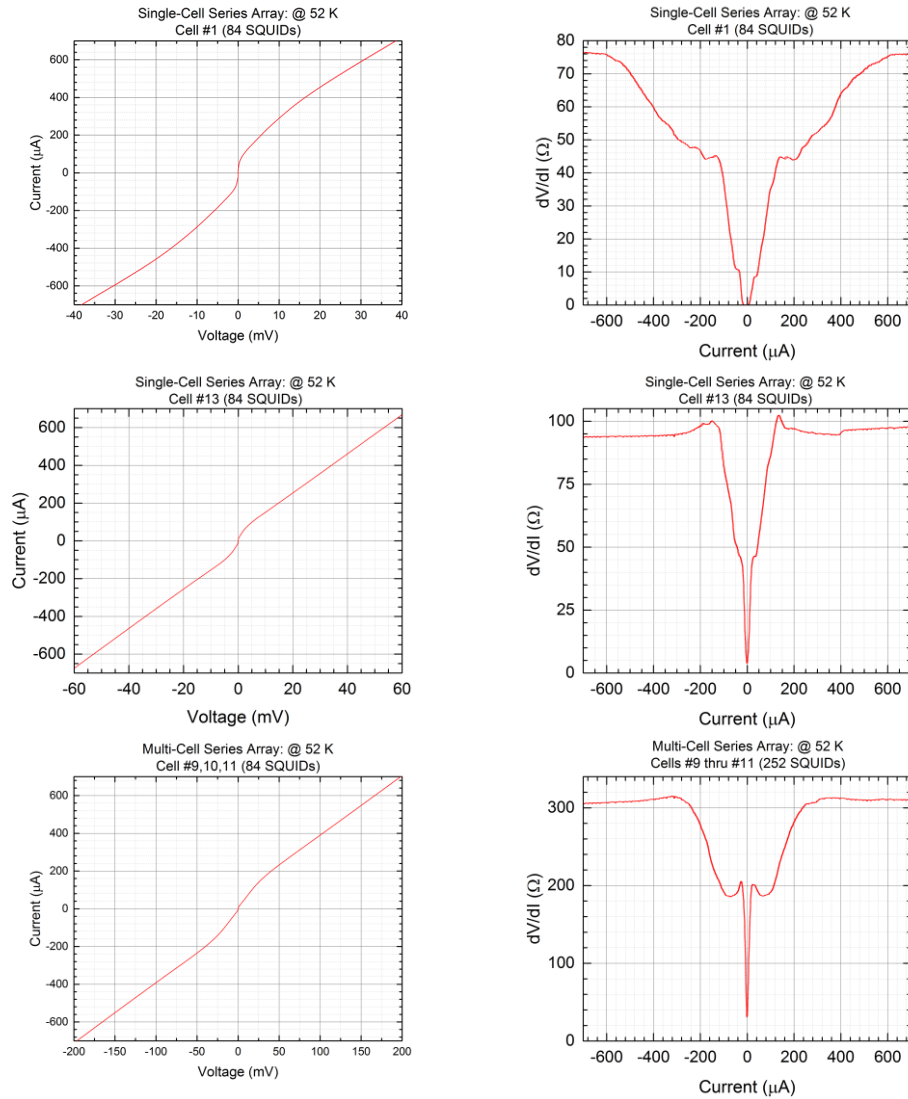 Single-Cell Series Array: @ 52 K
Cell #1 (84 SQUIDs)
600
400
200
0
-200
-400
-600
Current (μA)
-40 -30 -20 -10 0 10 20 30 40
Voltage (mV)
Single-Cell Series Array: @ 52 K
Cell #1 (84 SQUIDs)
80
70
60
50
40
30
20
10
0
dV/dI (Ω)
-600 -400 -200 0 200 400 600
Current (μA)
Single-Cell Series Array: @ 52 K
Cell #13 (84 SQUIDs)
600
400
200
0
-200
-400
-600
Current (μA)
-60 -40 -20 0 20 40 60
Voltage (mV)
Single-Cell Series Array: @ 52 K
Cell #13 (84 SQUIDs)
100
75
50
25
0
dV/dI (Ω)
-600 -400 -200 0 200 400 600
Current (μA)
Multi-Cell Series Array: @ 52 K
Cell #9,10,11 (84 SQUIDs)
600
400
200
0
-200
-400
-600
Current (μA)
-200 -150 -100 -50 0 50 100 150 200
Voltage (mV)
Multi-Cell Series Array: @ 52 K
Cells #9 thru #11 (252 SQUIDs)
300
200
100
0
dV/dI (Ω)
-600 -400 -200 0 200 400 600
Current (μA)